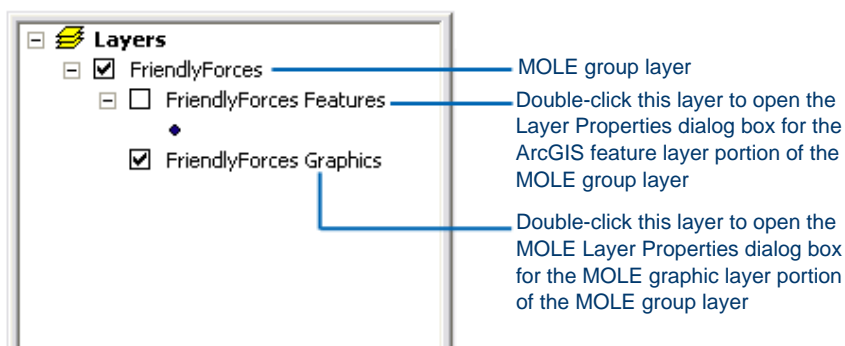 Layers
FriendlyForces
MOLE group layer
FriendlyForces Features
Double-click this layer to open the
Layer Properties dialog box for the
ArcGIS feature layer portion of the
MOLE group layer
FriendlyForces Graphics
Double-click this layer to open the
MOLE Layer Properties dialog box
for the MOLE graphic layer portion
of the MOLE group layer